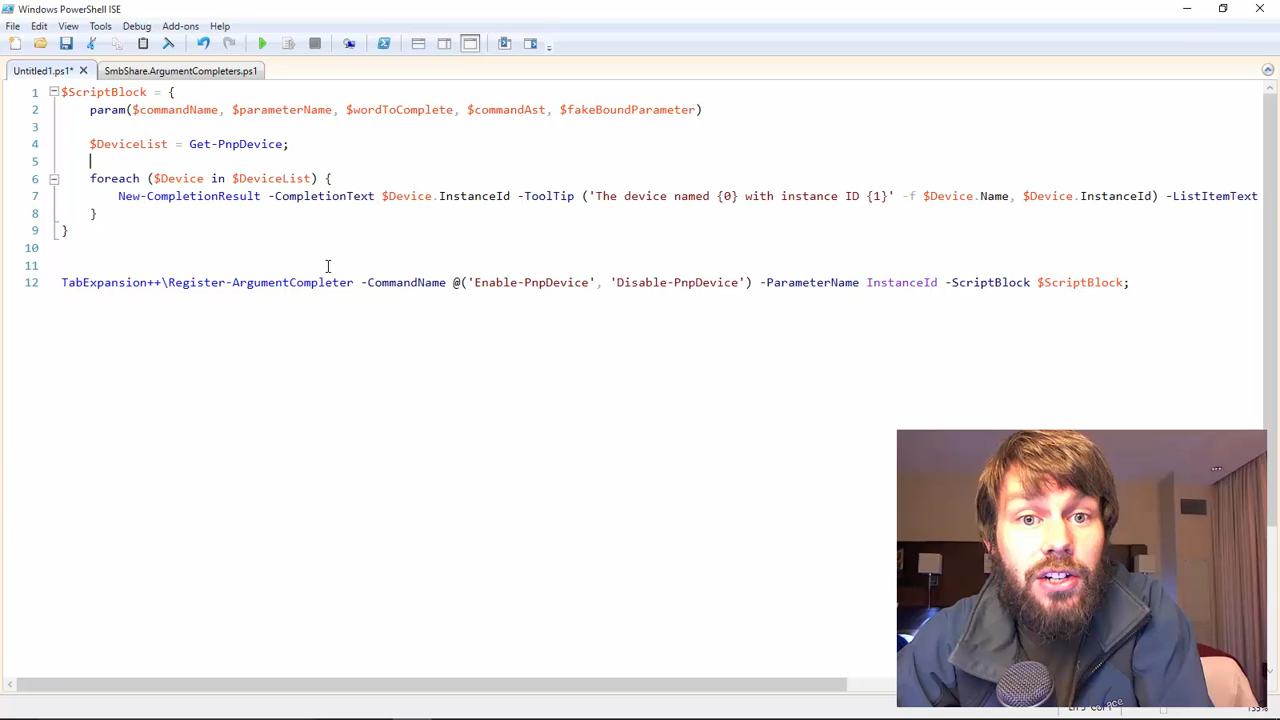 Windows PowerShell ISE
File Edit View Tools Debug Add-ons Help
Untitled1.ps1* SmbShare.ArgumentCompleters.ps1
1 $ScriptBlock = {
2 param($commandName, $parameterName, $wordToComplete, $commandAst, $fakeBoundParameter)
3
4 $DeviceList = Get-PnpDevice;
5
6 foreach ($Device in $DeviceList) {
7 New-CompletionResult -CompletionText $Device.InstanceId -ToolTip ('The device named {0} with instance ID {1}' -f $Device.Name, $Device.InstanceId) -ListItemText
8 }
9 }
10
11
12 TabExpansion++\Register-ArgumentCompleter -CommandName @('Enable-PnpDevice', 'Disable-PnpDevice') -ParameterName InstanceId -ScriptBlock $ScriptBlock;